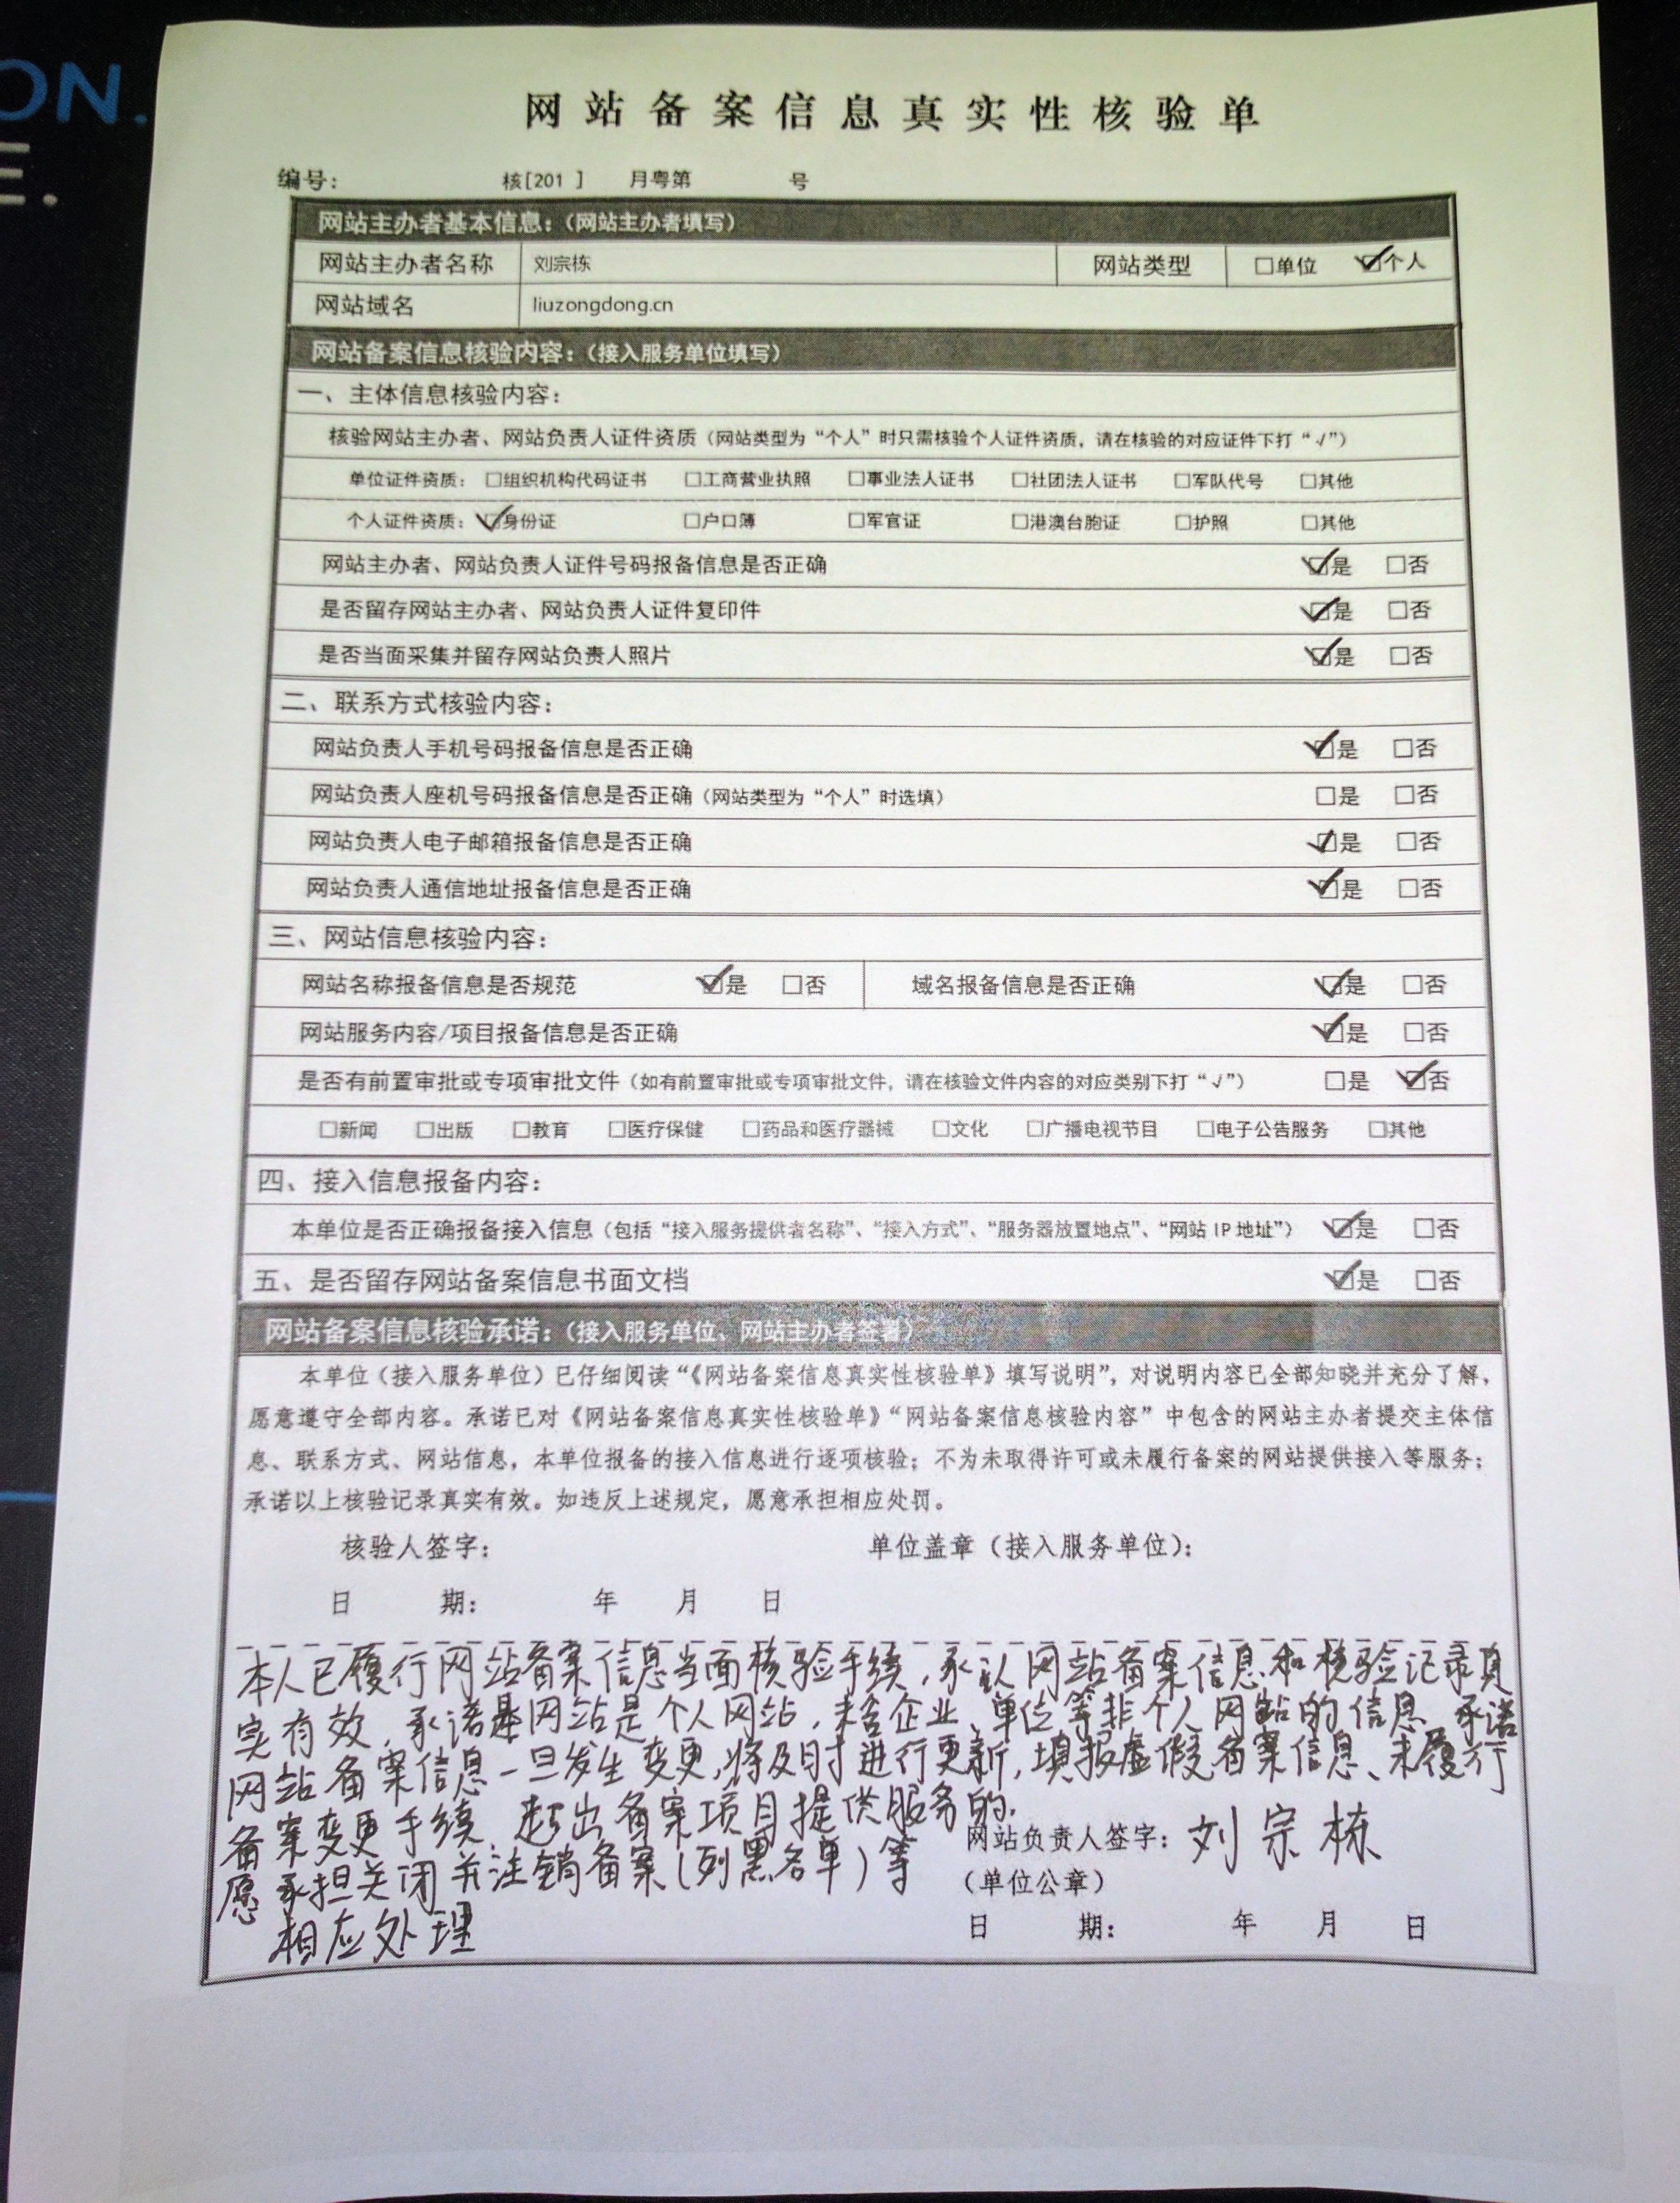 ON.
E.
网站备案信息真实性核验单
编号： 核[201 ] 月粤第 号
网站主办者基本信息：（网站主办者填写）
网站主办者名称 刘宗栋 网站类型 □单位 ☑个人
网站域名 liuzongdong.cn
网站备案信息核验内容：（接入服务单位填写）
一、主体信息核验内容：
核验网站主办者、网站负责人证件资质（网站类型为“个人”时只需核验个人证件资质，请在核验的对应证件下打“√”）
单位证件资质： □组织机构代码证书 □工商营业执照 □事业法人证书 □社团法人证书 □军队代号 □其他
个人证件资质： ☑身份证 □户口簿 □军官证 □港澳台胞证 □护照 □其他
网站主办者、网站负责人证件号码报备信息是否正确 ☑是 □否
是否留存网站主办者、网站负责人证件复印件 ☑是 □否
是否当面采集并留存网站负责人照片 ☑是 □否
二、联系方式核验内容：
网站负责人手机号码报备信息是否正确 ☑是 □否
网站负责人座机号码报备信息是否正确（网站类型为“个人”时选填） □是 □否
网站负责人电子邮箱报备信息是否正确 ☑是 □否
网站负责人通信地址报备信息是否正确 ☑是 □否
三、网站信息核验内容：
网站名称报备信息是否规范 ☑是 □否 域名报备信息是否正确 ☑是 □否
网站服务内容/项目报备信息是否正确 ☑是 □否
是否有前置审批或专项审批文件（如有前置审批或专项审批文件，请在核验文件内容的对应类别下打“√”） □是 ☑否
□新闻 □出版 □教育 □医疗保健 □药品和医疗器械 □文化 □广播电视节目 □电子公告服务 □其他
四、接入信息报备内容：
本单位是否正确报备接入信息（包括“接入服务提供者名称”、“接入方式”、“服务器放置地点”、“网站 IP 地址”） ☑是 □否
五、是否留存网站备案信息书面文档 ☑是 □否
网站备案信息核验承诺：（接入服务单位、网站主办者签署）
本单位（接入服务单位）已仔细阅读“《网站备案信息真实性核验单》填写说明”，对说明内容已全部知晓并充分了解，
愿意遵守全部内容。承诺已对《网站备案信息真实性核验单》“网站备案信息核验内容”中包含的网站主办者提交主体信
息、联系方式、网站信息，本单位报备的接入信息进行逐项核验；不为未取得许可或未履行备案的网站提供接入等服务；
承诺以上核验记录真实有效。如违反上述规定，愿意承担相应处罚。
核验人签字： 单位盖章（接入服务单位）：
日 期： 年 月 日
本人已履行网站备案信息当面核验手续，承认网站备案信息和核验记录真
实有效，承诺网站是个人网站，未含企业、单位等非个人网站的信息，承诺
网站备案信息一旦发生变更，将及时进行更新，填报虚假备案信息、未履行
备案变更手续、超出备案项目提供服务的，
愿承担关闭并注销备案（列黑名单）等
相应处理
网站负责人签字： 刘宗栋
（单位公章）
日 期： 年 月 日